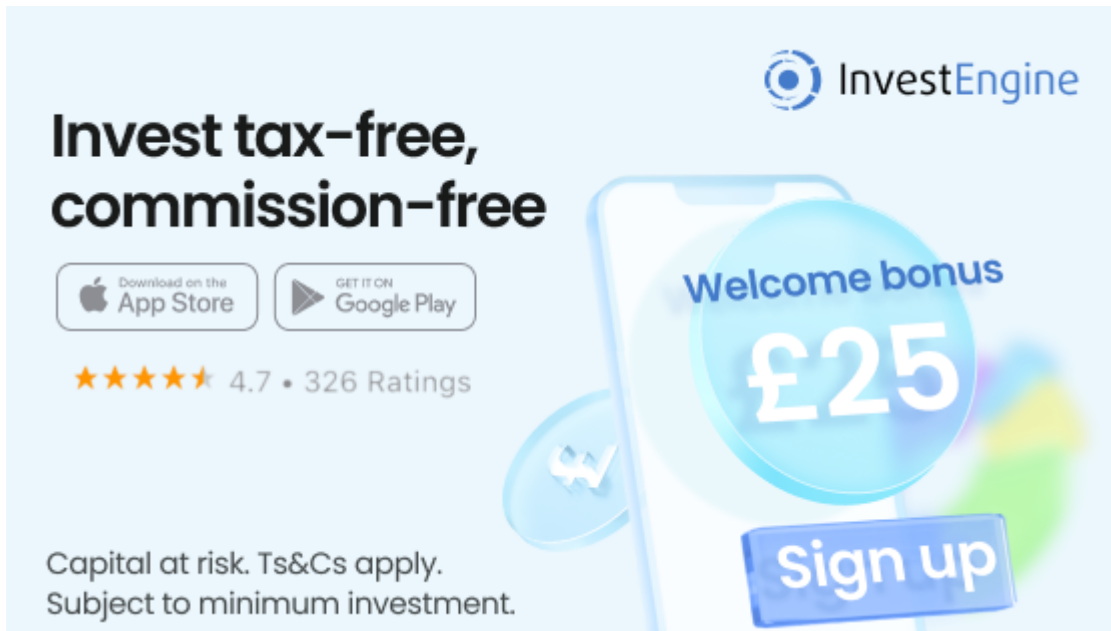 InvestEngine
Invest tax-free,
commission-free
Download on the
App Store
GET IT ON
Google Play
4.7 • 326 Ratings
Welcome bonus
£25
£
Sign up
Capital at risk. Ts&Cs apply.
Subject to minimum investment.